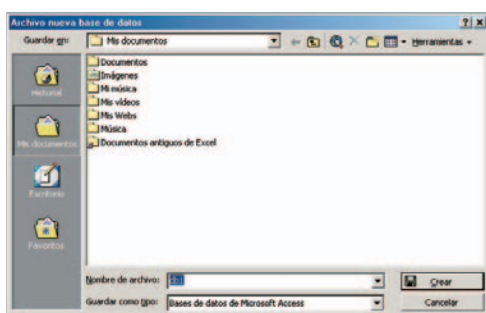 Archivo nueva base de datos
Guardar en: Mis documentos Herramientas
Documentos
Imágenes
Mi música
Mis vídeos
Mis Webs
Música
Documentos antiguos de Excel
Historial
Mis documentos
Escritorio
Favoritos
Nombre de archivo: db1 Crear
Guardar como tipo: Bases de datos de Microsoft Access Cancelar